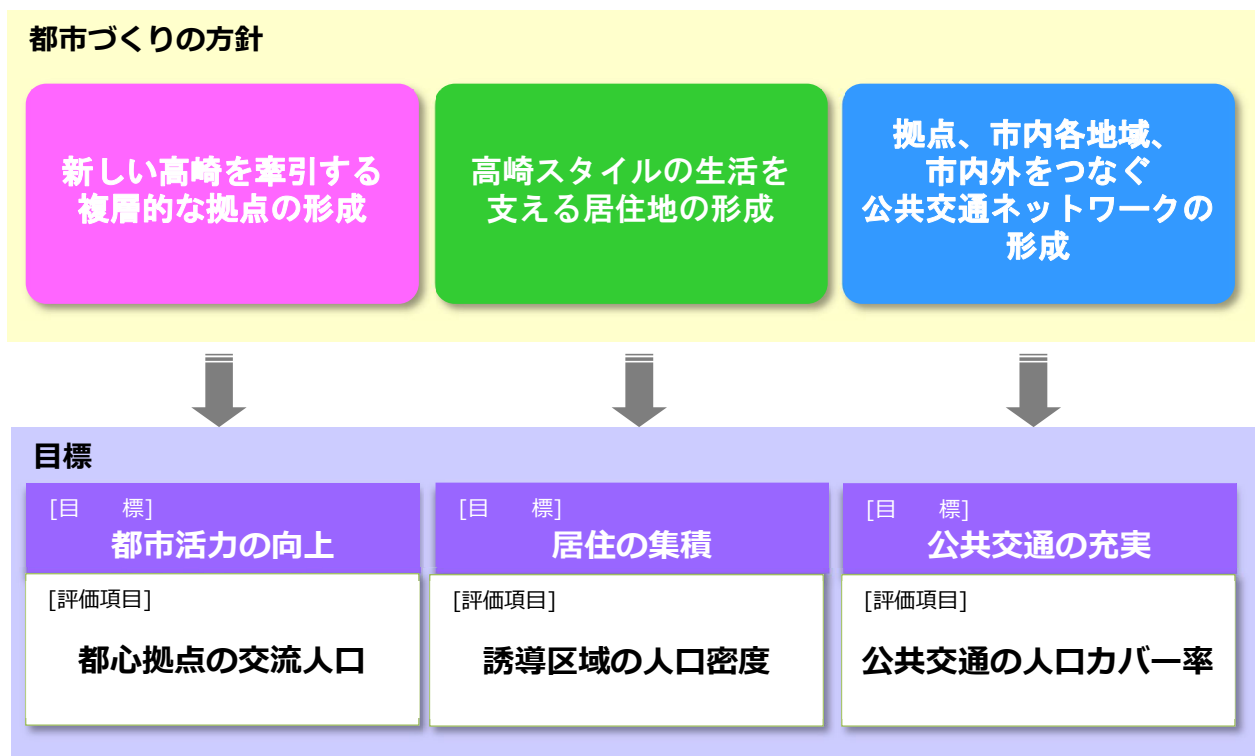 都市づくりの方針
新しい高崎を牽引する
複層的な拠点の形成
高崎スタイルの生活を
支える居住地の形成
拠点、市内各地域、
市内外をつなぐ
公共交通ネットワークの
形成
目標
[目　標]
都市活力の向上
[評価項目]
都心拠点の交流人口
[目　標]
居住の集積
[評価項目]
誘導区域の人口密度
[目　標]
公共交通の充実
[評価項目]
公共交通の人口カバー率